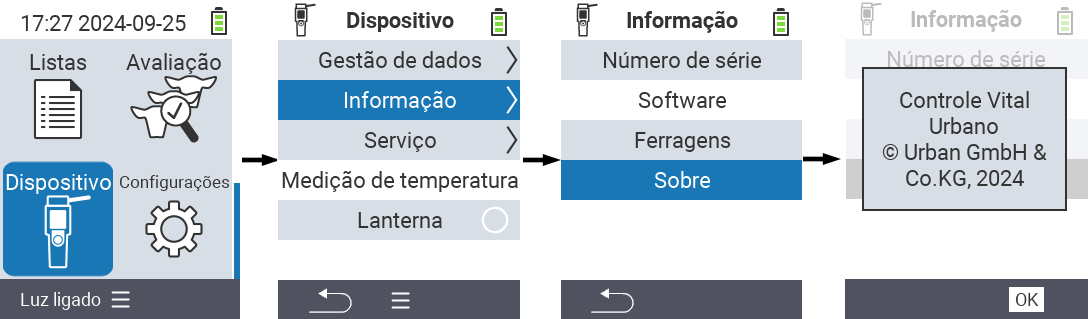 17:27 2024-09-25
Listas
Avaliação
Dispositivo
Configurações
Luz ligado
Dispositivo
Gestão de dados
Informação
Serviço
Medição de temperatura
Lanterna
Informação
Número de série
Software
Ferragens
Sobre
Informação
Número de série
Controle Vital
Urbano
© Urban GmbH &
Co.KG, 2024
OK